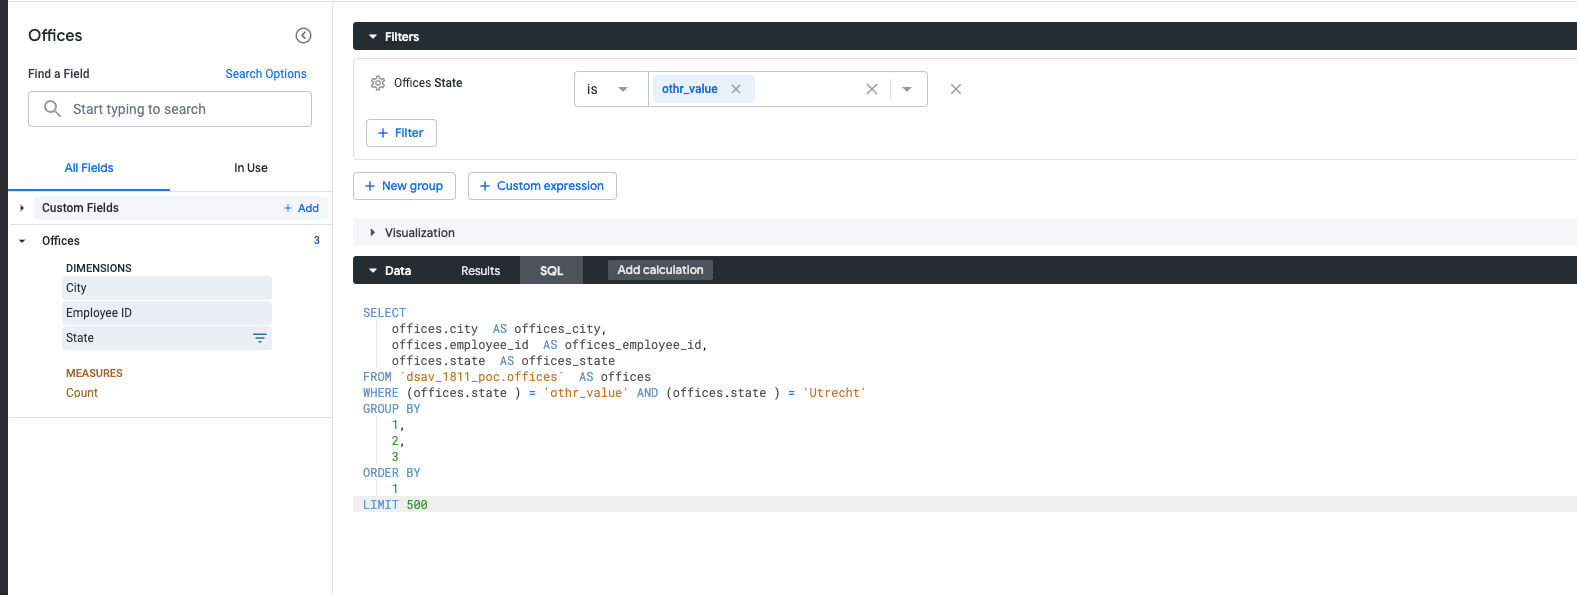 Offices
Find a Field
Search Options
Start typing to search
All Fields
In Use
Custom Fields
+ Add
Offices
3
DIMENSIONS
City
Employee ID
State
MEASURES
Count
Filters
Offices State
is
othr_value
+ Filter
+ New group
+ Custom expression
Visualization
Data
Results
SQL
Add calculation
SELECT
    offices.city  AS offices_city,
    offices.employee_id  AS offices_employee_id,
    offices.state  AS offices_state
FROM `dsav_1811_poc.offices`  AS offices
WHERE (offices.state ) = 'othr_value' AND (offices.state ) = 'Utrecht'
GROUP BY
    1,
    2,
    3
ORDER BY
    1
LIMIT 500